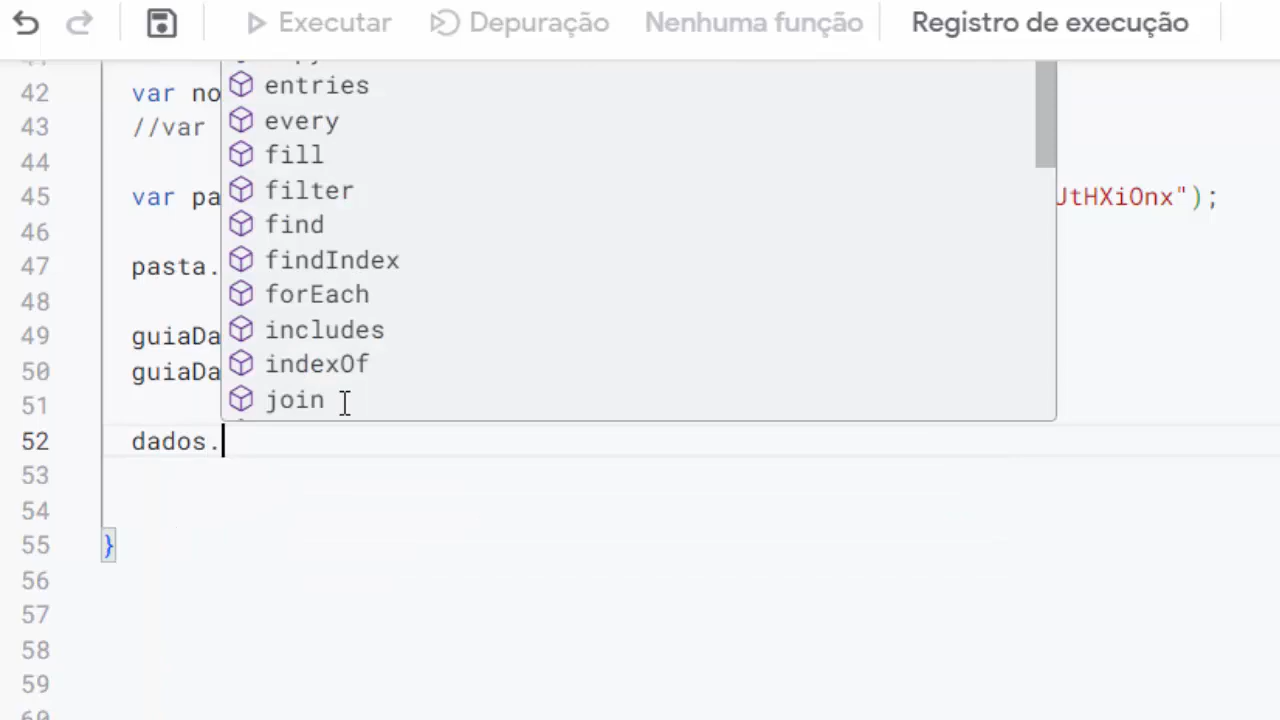 Executar Depuração Nenhuma função Registro de execução
entries
42 var no
every
43 //var
fill
44
filter
45 var pa JtHXiOnx");
find
46
findIndex
47 pasta.
forEach
48
includes
49 guiaDa
indexOf
50 guiaDa
join
51
52 dados.
53
54
55 }
56
57
58
59
60